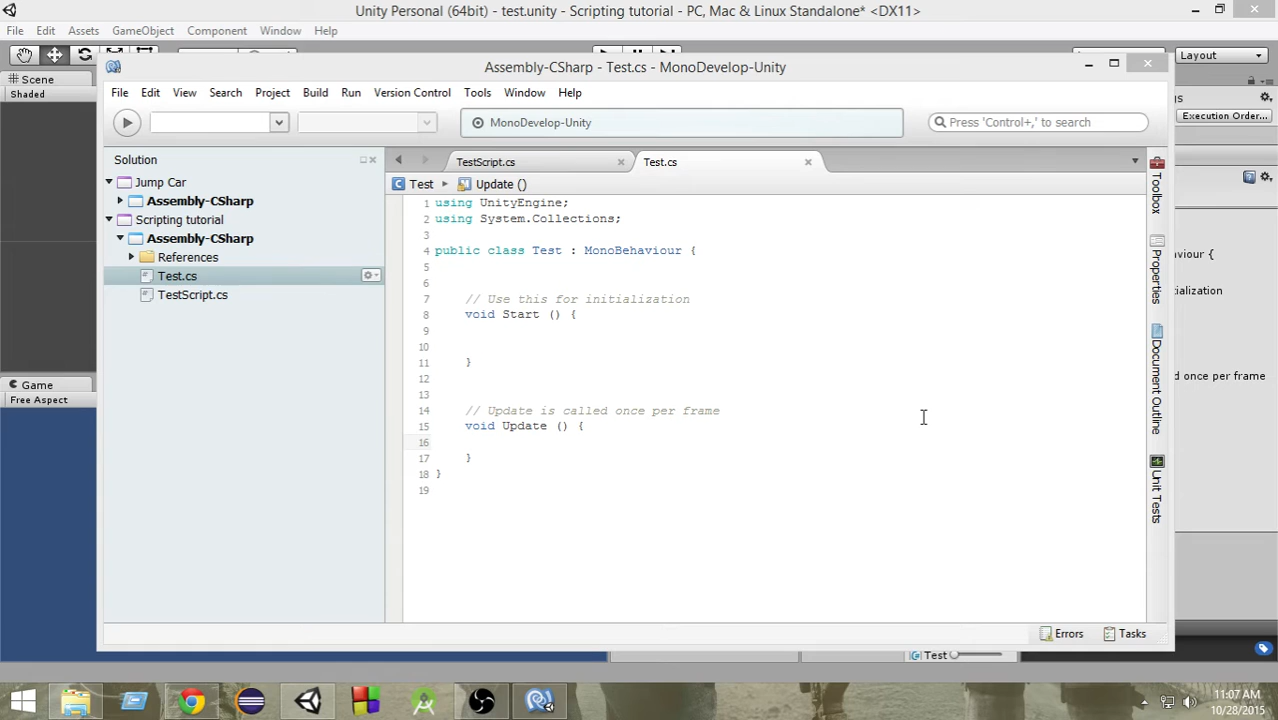 Unity Personal (64bit) - test.unity - Scripting tutorial - PC, Mac & Linux Standalone* <DX11>
File Edit Assets GameObject Component Window Help
Layout
Scene
Shaded
Game
Free Aspect
Assembly-CSharp - Test.cs - MonoDevelop-Unity
File Edit View Search Project Build Run Version Control Tools Window Help
MonoDevelop-Unity
Press 'Control+,' to search
Solution
Jump Car
Assembly-CSharp
Scripting tutorial
Assembly-CSharp
References
Test.cs
TestScript.cs
TestScript.cs
Test.cs
Test
Update ()
1 using UnityEngine;
2 using System.Collections;
3
4 public class Test : MonoBehaviour {
5
6
7 // Use this for initialization
8 void Start () {
9
10
11 }
12
13
14 // Update is called once per frame
15 void Update () {
16
17 }
18 }
19
Toolbox
Properties
Document Outline
Unit Tests
Errors
Tasks
Execution Order...
viour {
ialization
d once per frame
Test
11:07 AM
10/28/2015